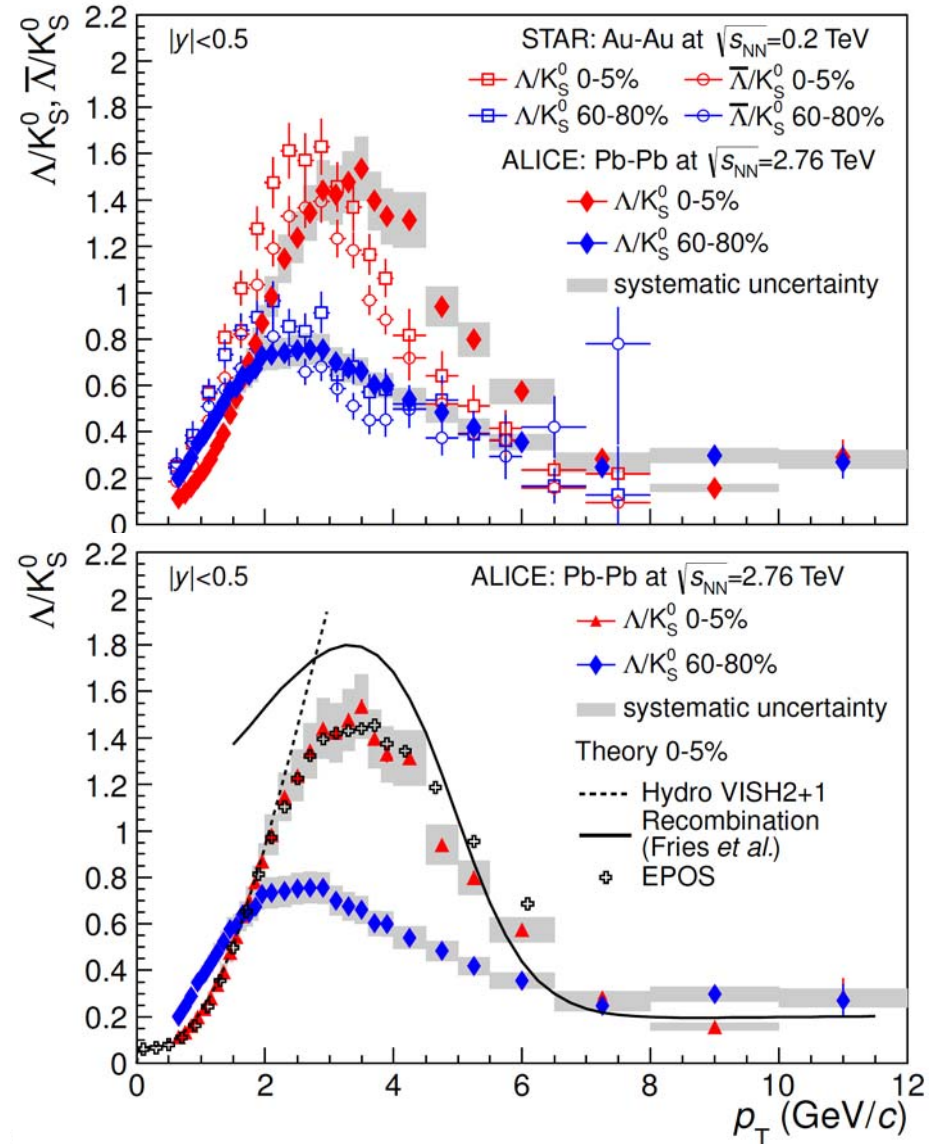 |y|<0.5
STAR: Au-Au at √sNN=0.2 TeV
Λ/K0S 0-5% Λ̅/K0S 0-5%
Λ/K0S 60-80% Λ̅/K0S 60-80%
ALICE: Pb-Pb at √sNN=2.76 TeV
Λ/K0S 0-5%
Λ/K0S 60-80%
systematic uncertainty
Λ/K0S, Λ̅/K0S
2.2
2
1.8
1.6
1.4
1.2
1
0.8
0.6
0.4
0.2
0
|y|<0.5
ALICE: Pb-Pb at √sNN=2.76 TeV
Λ/K0S 0-5%
Λ/K0S 60-80%
systematic uncertainty
Theory 0-5%
Hydro VISH2+1
Recombination
(Fries et al.)
EPOS
Λ/K0S
2.2
2
1.8
1.6
1.4
1.2
1
0.8
0.6
0.4
0.2
0
0 2 4 6 8 10 12
pT (GeV/c)